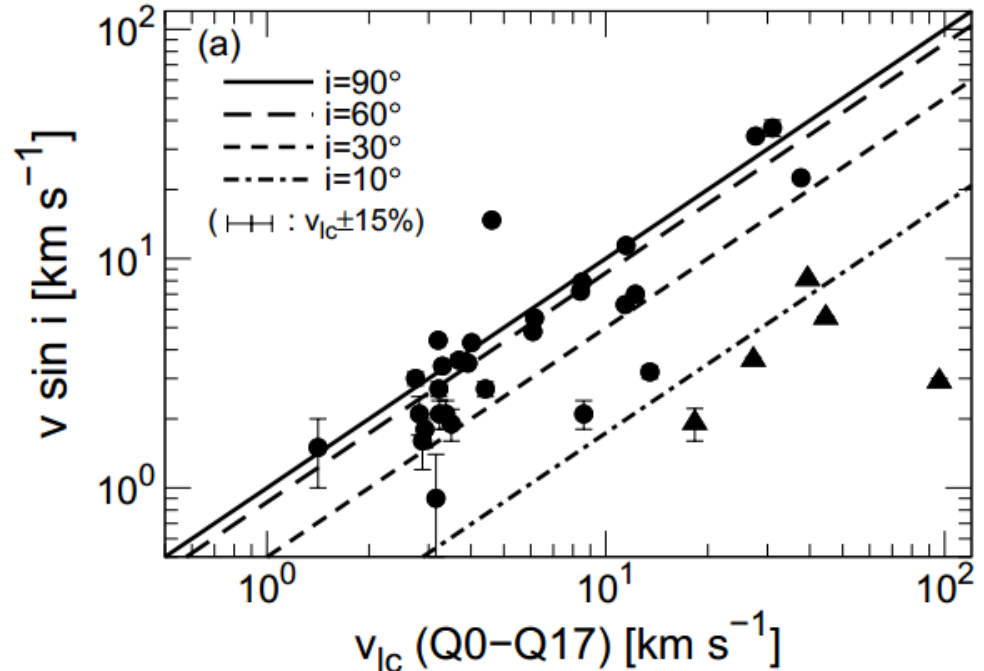 (a)
i=90°
i=60°
i=30°
i=10°
( : v_lc±15%)
10²
10¹
10⁰
v sin i [km s⁻¹]
10⁰ 10¹ 10²
v_lc (Q0−Q17) [km s⁻¹]